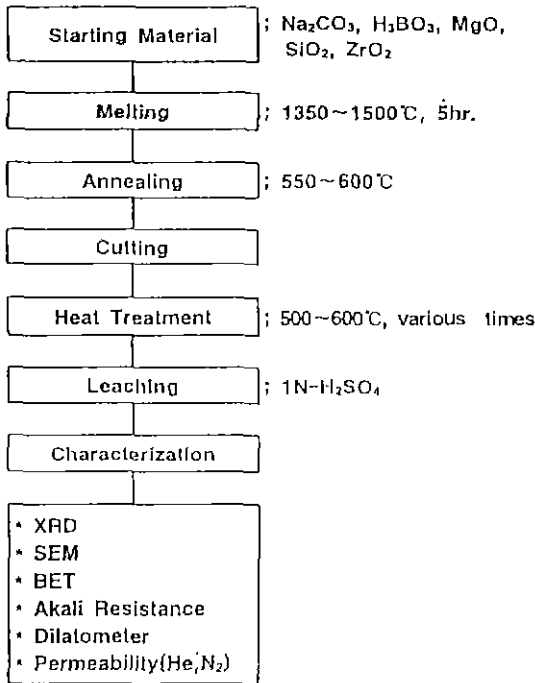 Starting Material ; Na₂CO₃, H₃BO₃, MgO,
SiO₂, ZrO₂
Melting ; 1350~1500℃, 5hr.
Annealing ; 550~600℃
Cutting
Heat Treatment ; 500~600℃, various times
Leaching ; 1N-H₂SO₄
Characterization
* XRD
* SEM
* BET
* Akali Resistance
* Dilatometer
* Permeability(He, N₂)